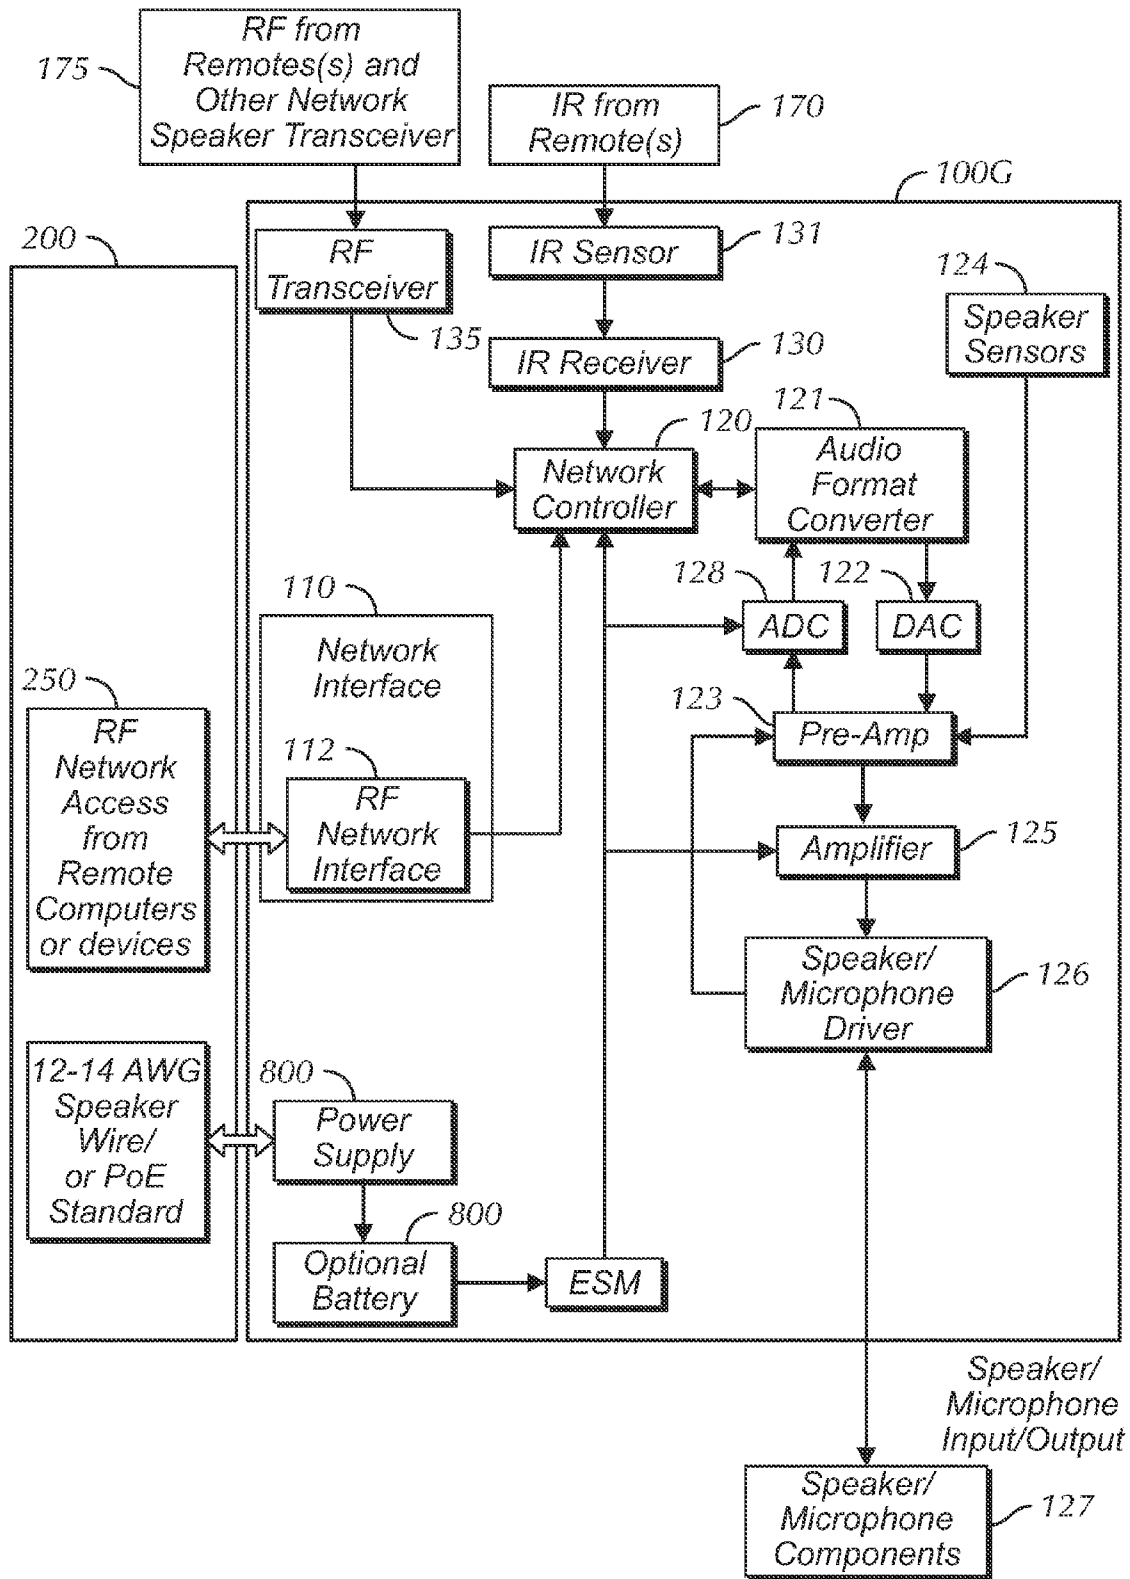 175
RF from
Remotes(s) and
Other Network
Speaker Transceiver
IR from
Remote(s)
170
100G
200
RF
Transceiver
135
IR Sensor
131
124
Speaker
Sensors
IR Receiver
130
120
Network
Controller
121
Audio
Format
Converter
128
ADC
122
DAC
110
Network
Interface
250
RF
Network
Access
from
Remote
Computers
or devices
112
RF
Network
Interface
123
Pre-Amp
Amplifier
125
Speaker/
Microphone
Driver
126
12-14 AWG
Speaker
Wire/
or PoE
Standard
800
Power
Supply
800
Optional
Battery
ESM
Speaker/
Microphone
Input/Output
Speaker/
Microphone
Components
127